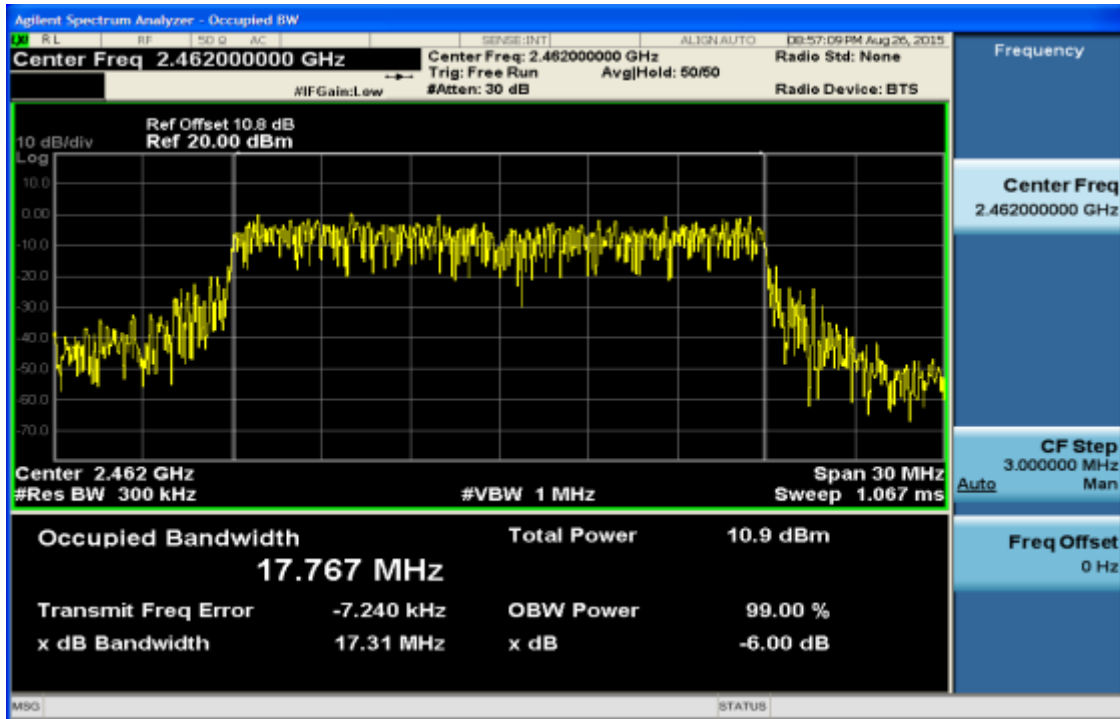 Agilent Spectrum Analyzer - Occupied BW
LXI RL RF 50 Ω AC SENSE:INT ALIGN AUTO 08:57:09 PM Aug 26, 2015
Center Freq 2.462000000 GHz
Center Freq: 2.462000000 GHz
Radio Std: None
Trig: Free Run Avg|Hold: 50/50
#IFGain:Low
#Atten: 30 dB
Radio Device: BTS
Ref Offset 10.8 dB
10 dB/div Ref 20.00 dBm
Log
10.0
0.00
-10.0
-20.0
-30.0
-40.0
-50.0
-60.0
-70.0
Center 2.462 GHz Span 30 MHz
#Res BW 300 kHz #VBW 1 MHz Sweep 1.067 ms
Occupied Bandwidth Total Power 10.9 dBm
17.767 MHz
Transmit Freq Error -7.240 kHz OBW Power 99.00 %
x dB Bandwidth 17.31 MHz x dB -6.00 dB
Frequency
Center Freq
2.462000000 GHz
CF Step
3.000000 MHz
Auto Man
Freq Offset
0 Hz
MSG STATUS